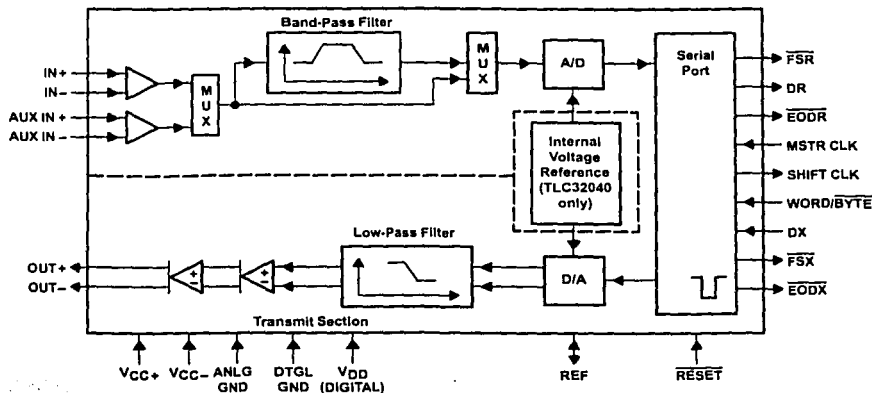 Band-Pass Filter
M
U
X
A/D
Serial
Port
IN+
IN−
AUX IN +
AUX IN −
M
U
X
Internal
Voltage
Reference
(TLC32040
only)
FSR
DR
EODR
MSTR CLK
SHIFT CLK
WORD/BYTE
DX
FSX
EODX
Low-Pass Filter
D/A
OUT+
OUT−
+
−
+
−
Transmit Section
VCC+
VCC−
ANLG
GND
DTGL
GND
VDD
(DIGITAL)
REF
RESET